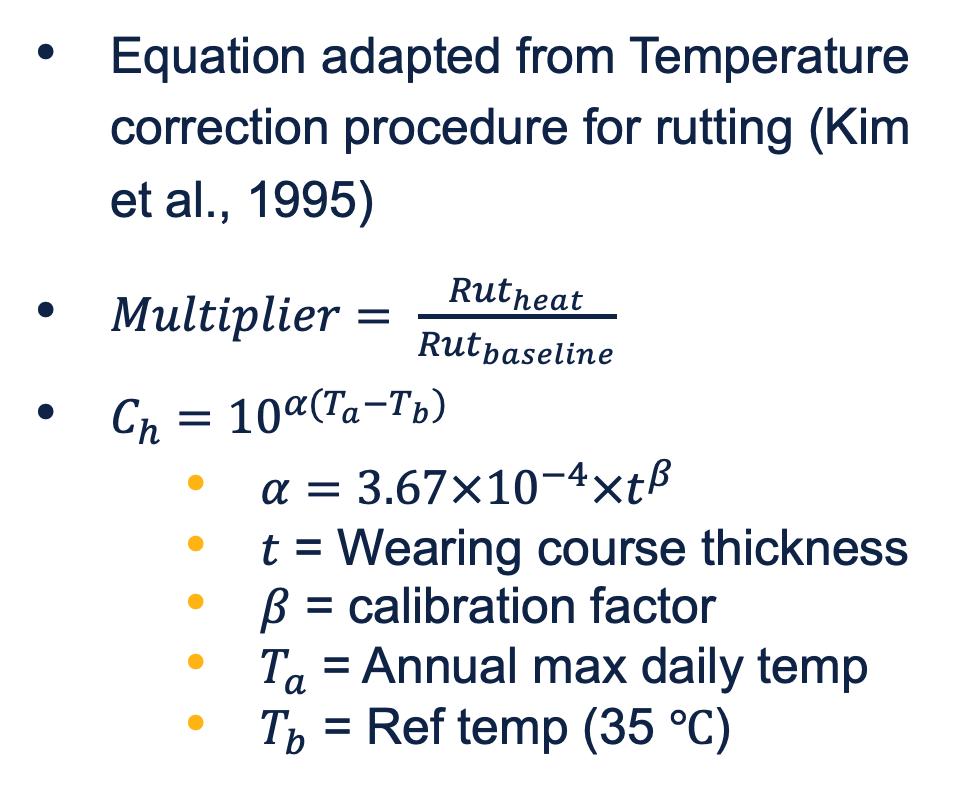 • Equation adapted from Temperature
correction procedure for rutting (Kim
et al., 1995)
• Multiplier = Rut_heat / Rut_baseline
• C_h = 10^{α(T_a−T_b)}
• α = 3.67×10^{−4}×t^β
• t = Wearing course thickness
• β = calibration factor
• T_a = Annual max daily temp
• T_b = Ref temp (35 ℃)